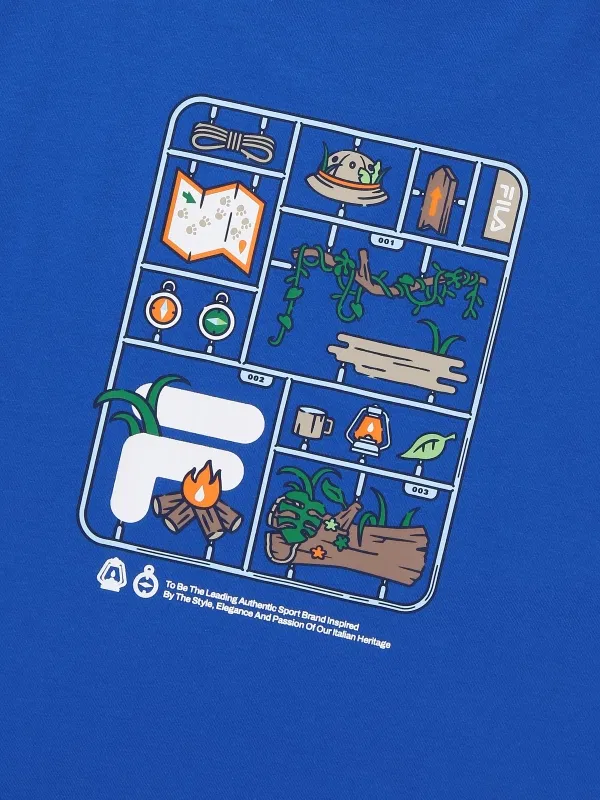 FILA
001
002
003
To Be The Leading Authentic Sport Brand Inspired
By The Style, Elegance And Passion Of Our Italian Heritage